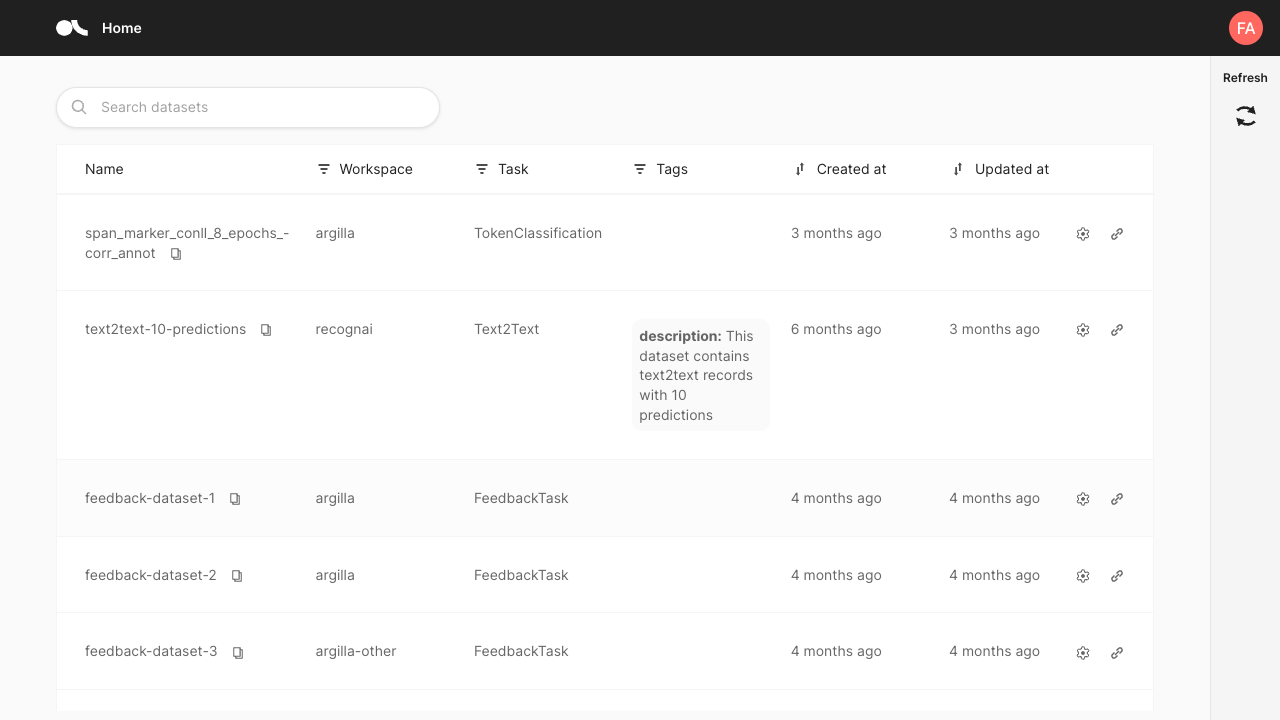 Home
FA
Refresh
Search datasets
Name Workspace Task Tags Created at Updated at
span_marker_conll_8_epochs_- argilla TokenClassification 3 months ago 3 months ago
corr_annot
text2text-10-predictions recognai Text2Text 6 months ago 3 months ago
description: This
dataset contains
text2text records
with 10
predictions
feedback-dataset-1 argilla FeedbackTask 4 months ago 4 months ago
feedback-dataset-2 argilla FeedbackTask 4 months ago 4 months ago
feedback-dataset-3 argilla-other FeedbackTask 4 months ago 4 months ago